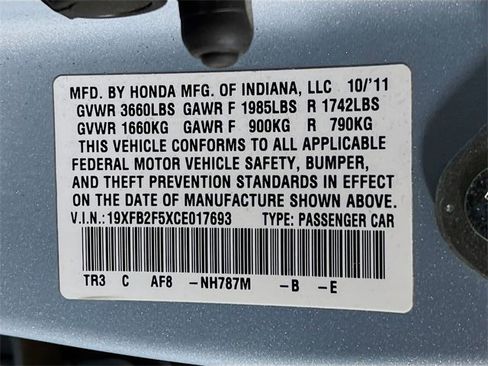 MFD. BY HONDA MFG. OF INDIANA, LLC 10/'11
GVWR 3660LBS GAWR F 1985LBS R 1742LBS
GVWR 1660KG GAWR F 900KG R 790KG
THIS VEHICLE CONFORMS TO ALL APPLICABLE
FEDERAL MOTOR VEHICLE SAFETY, BUMPER,
AND THEFT PREVENTION STANDARDS IN EFFECT
ON THE DATE OF MANUFACTURE SHOWN ABOVE.
V.I.N.:19XFB2F5XCE017693 TYPE: PASSENGER CAR
TR3 C AF8 -NH787M -B -E